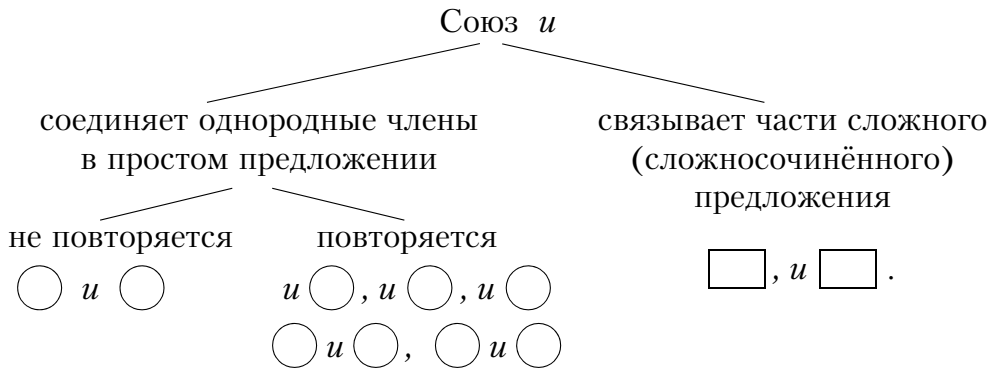 Союз и
соединяет однородные члены связывает части сложного
в простом предложении (сложносочинённого)
предложения
не повторяется повторяется
и и , и , и , и .
и , и